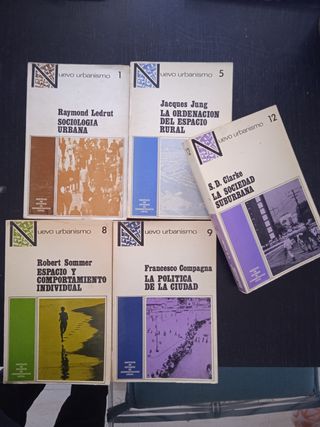 Nuevo urbanismo 1
Raymond Ledrut
SOCIOLOGIA
URBANA
Nuevo urbanismo 5
Jacques Jung
LA ORDENACION
DEL ESPACIO
RURAL
Nuevo urbanismo 12
S. D. Clarke
LA SOCIEDAD
SUBURBANA
Nuevo urbanismo 8
Robert Sommer
ESPACIO Y
COMPORTAMIENTO
INDIVIDUAL
Nuevo urbanismo 9
Francesco Compagna
LA POLITICA
DE LA CIUDAD